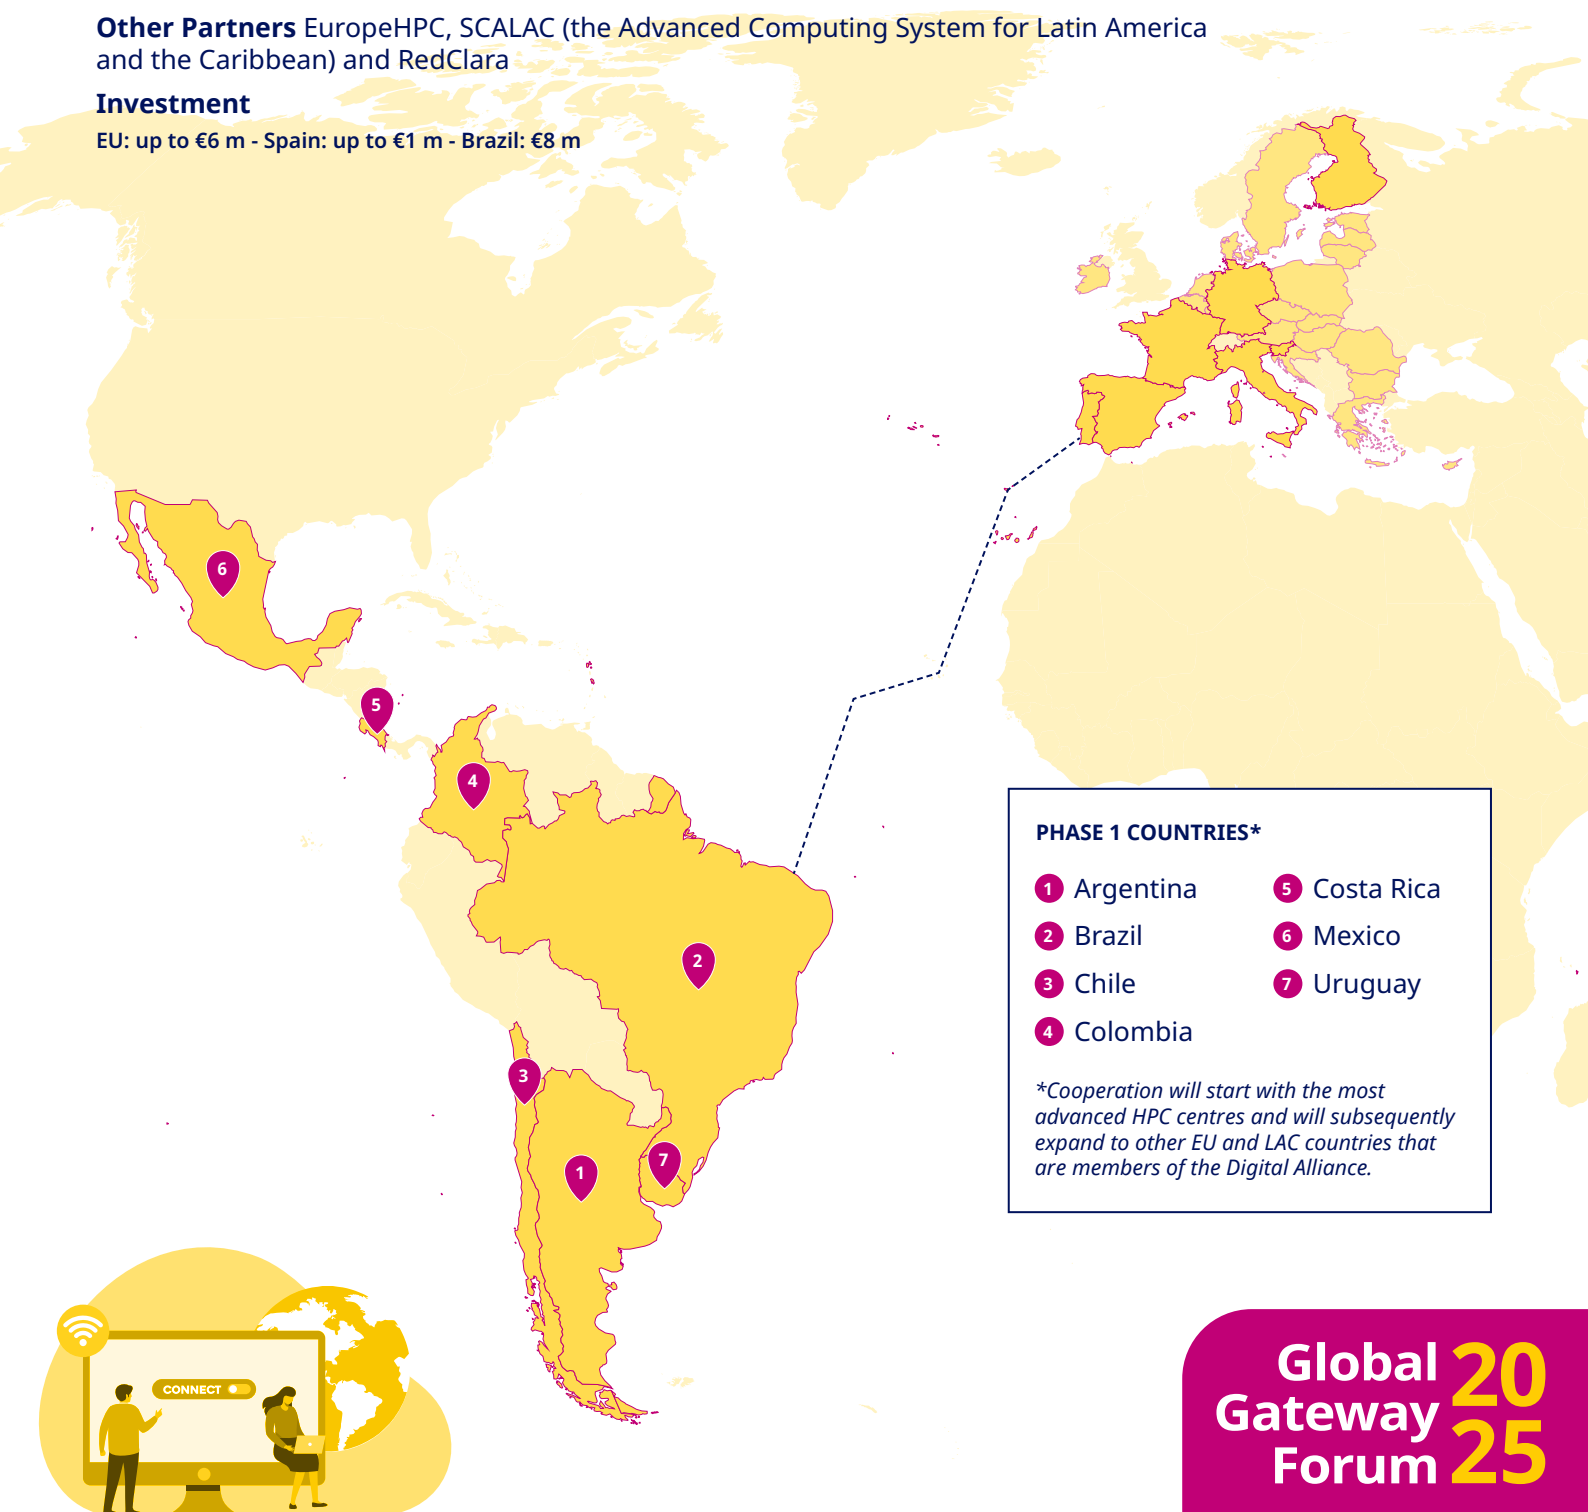 Other Partners EuropeHPC, SCALAC (the Advanced Computing System for Latin America
and the Caribbean) and RedClara
Investment
EU: up to €6 m - Spain: up to €1 m - Brazil: €8 m
6
5
4
2
3
7
1
PHASE 1 COUNTRIES*
1 Argentina
2 Brazil
3 Chile
4 Colombia
5 Costa Rica
6 Mexico
7 Uruguay
*Cooperation will start with the most
advanced HPC centres and will subsequently
expand to other EU and LAC countries that
are members of the Digital Alliance.
CONNECT
Global
Gateway
Forum
20
25